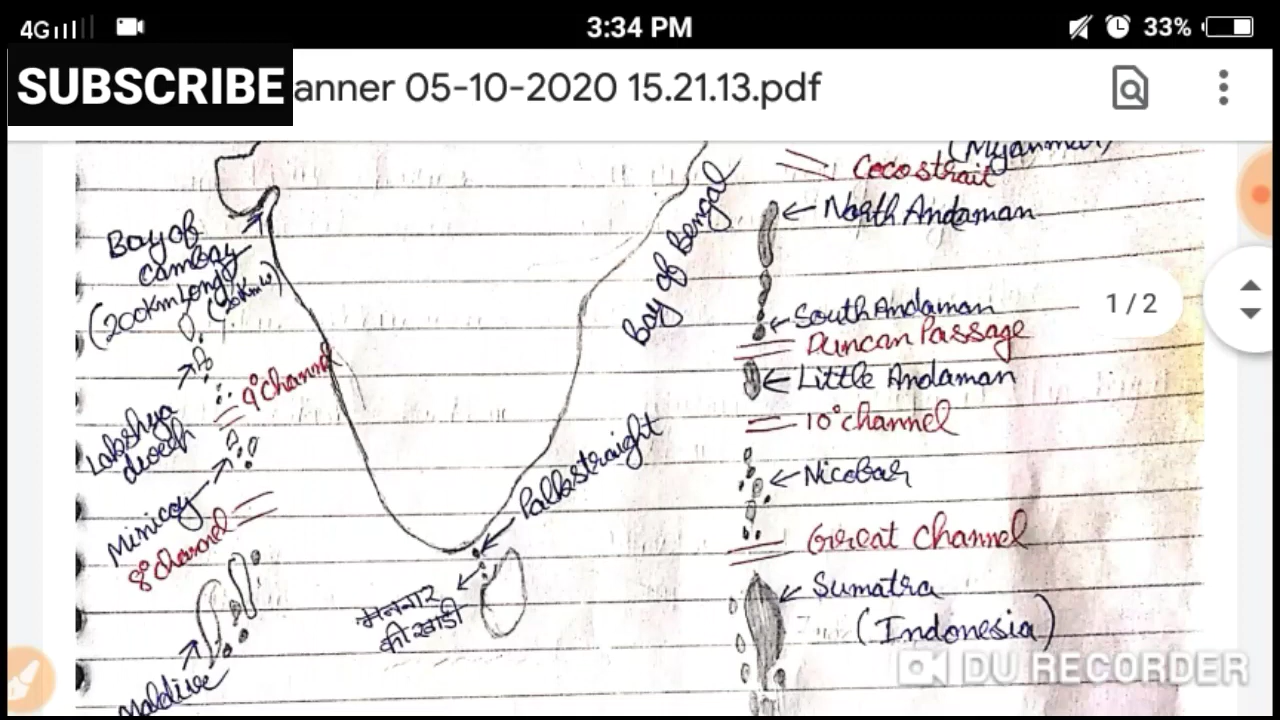 4G
3:34 PM
33%
SUBSCRIBE
anner 05-10-2020 15.21.13.pdf
(Myanmar)
Coco strait
North Andaman
Bay of
cambay
(200Km Long)
Bay of Bengal
1 / 2
South Andaman
Duncan Passage
Little Andaman
9° channel
10° channel
Lakshya
dweep
Palk straight
Nicobar
Minicoy
8° channel
Great Channel
Sumatra
(Indonesia)
मन्नार
की खाडी
Maldive
DU RECORDER